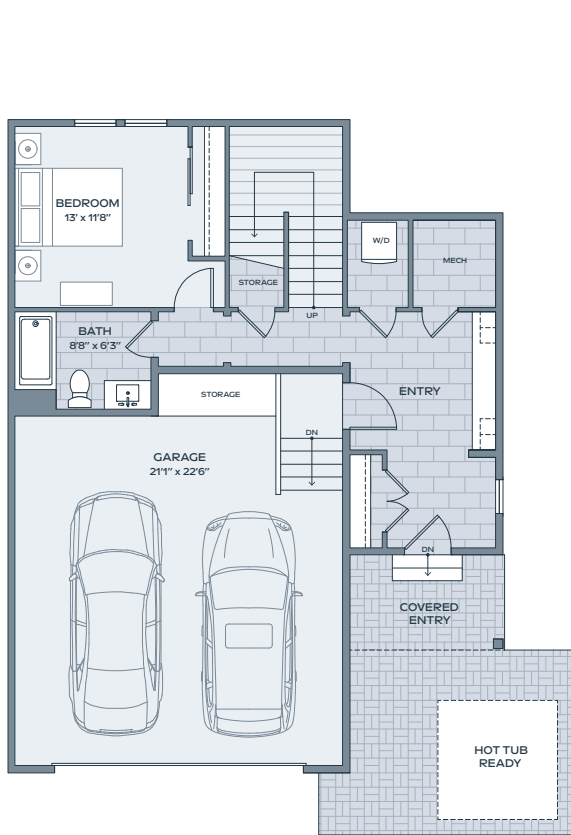 BEDROOM
13' x 11'8"
W/D
MECH
STORAGE
UP
BATH
8'8" x 6'3"
STORAGE
ENTRY
DN
GARAGE
21'1" x 22'6"
DN
COVERED
ENTRY
HOT TUB
READY